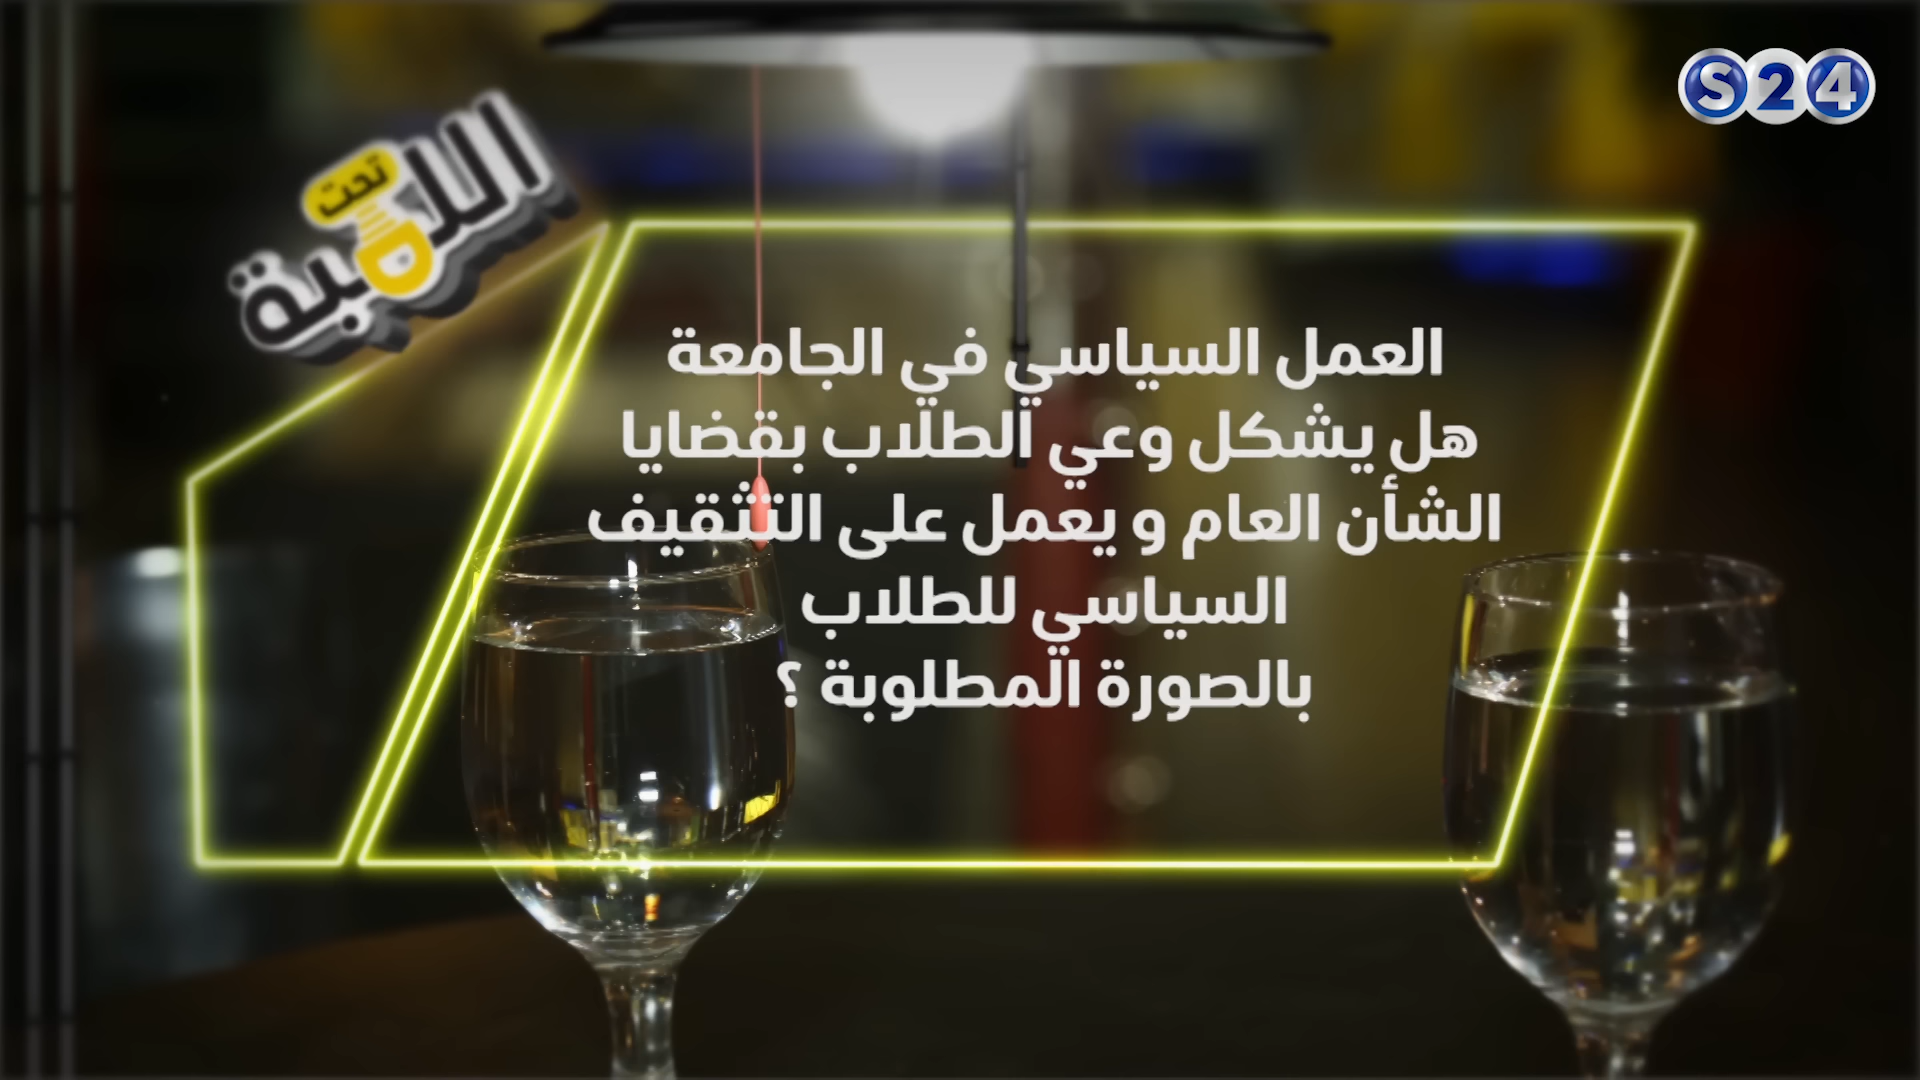 S24
تحت
اللمبة
العمل السياسي في الجامعة
هل يشكل وعي الطلاب بقضايا
الشأن العام و يعمل على التثقيف
السياسي للطلاب
بالصورة المطلوبة ؟